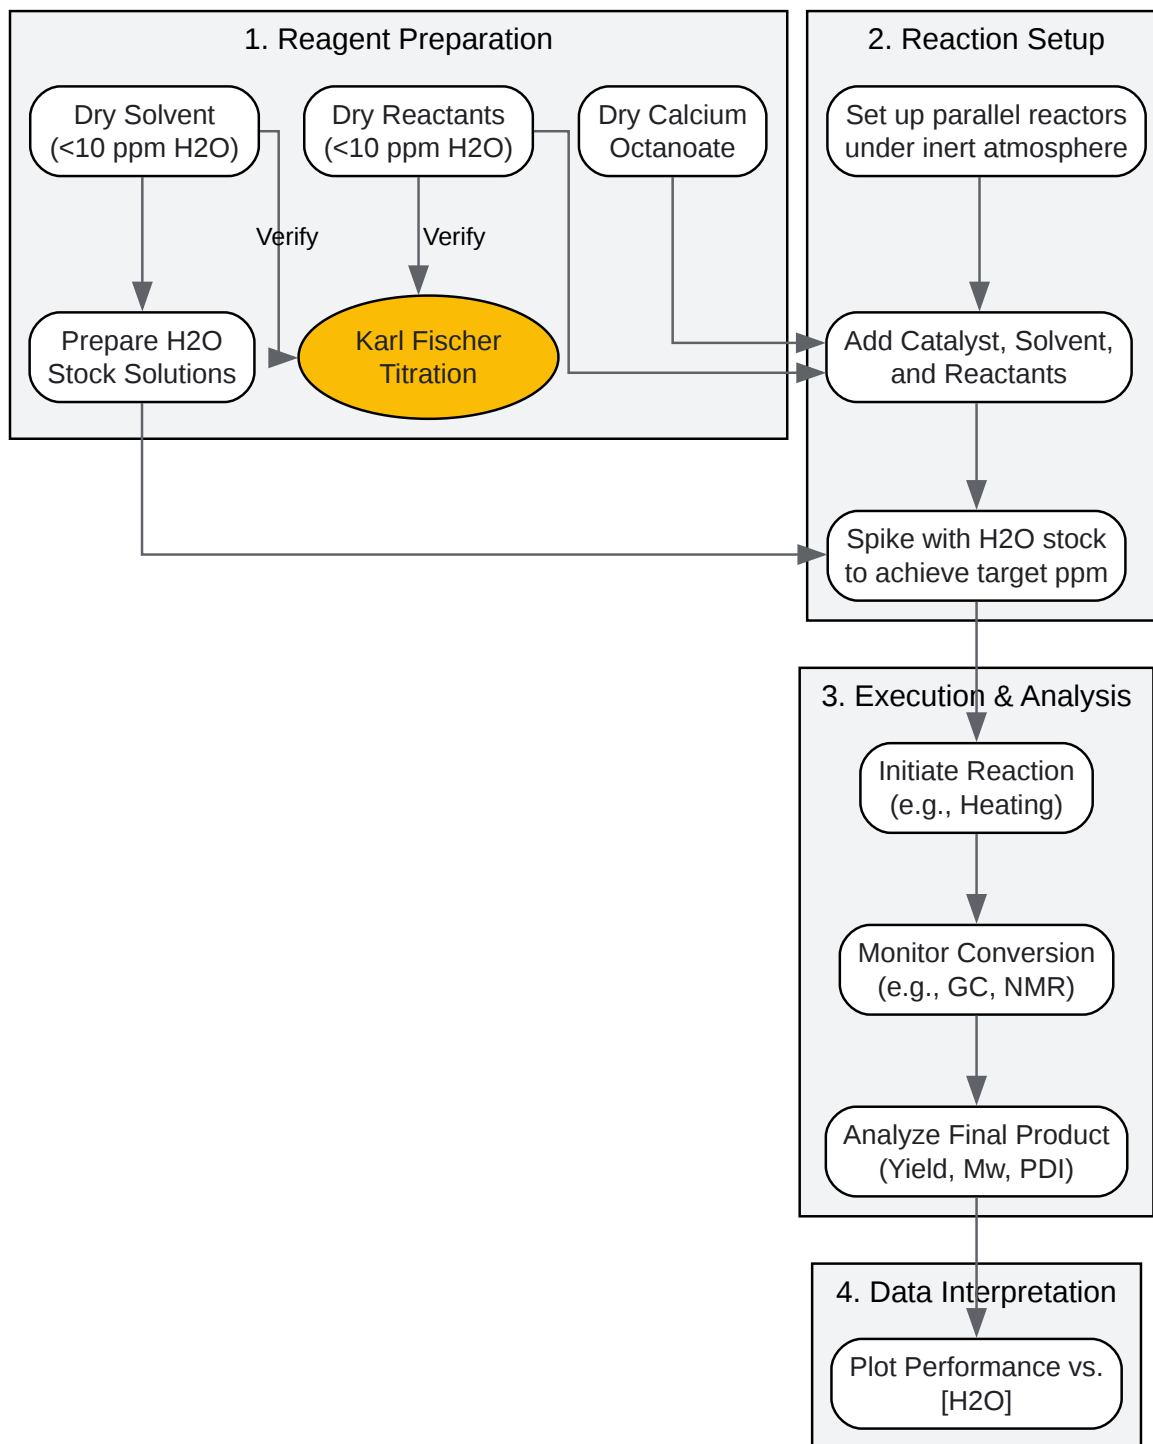 1. Reagent Preparation
Dry Solvent
(<10 ppm H2O)
Dry Reactants
(<10 ppm H2O)
Dry Calcium
Octanoate
Verify
Verify
Prepare H2O
Stock Solutions
Karl Fischer
Titration
2. Reaction Setup
Set up parallel reactors
under inert atmosphere
Add Catalyst, Solvent,
and Reactants
Spike with H2O stock
to achieve target ppm
3. Execution & Analysis
Initiate Reaction
(e.g., Heating)
Monitor Conversion
(e.g., GC, NMR)
Analyze Final Product
(Yield, Mw, PDI)
4. Data Interpretation
Plot Performance vs.
[H2O]